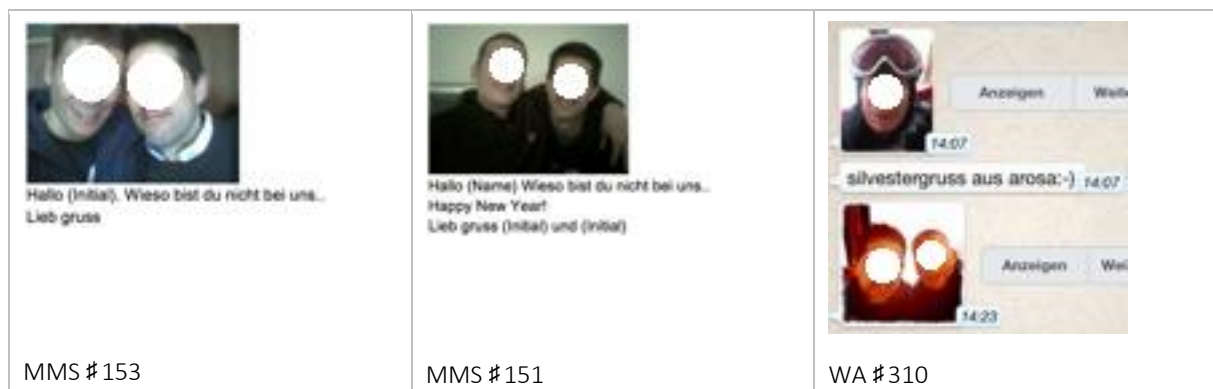 Hallo (Initial). Wieso bist du nicht bei uns..
Lieb gruss
MMS ♯153
Hallo (Name) Wieso bist du nicht bei uns..
Happy New Year!
Lieb gruss (Initial) und (Initial)
MMS ♯151
Anzeigen
14:07
silvestergruss aus arosa:-) 14:07
Anzeigen
14:23
WA ♯310